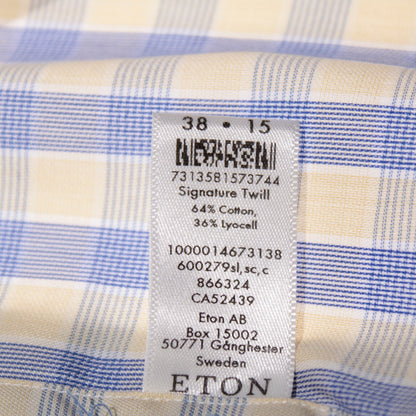 38 • 15
7313581573744
Signature Twill
64% Cotton,
36% Lyocell
1000014673138
600279sl,sc,c
866324
CA52439
Eton AB
Box 15002
50771 Gånghester
Sweden
ETON